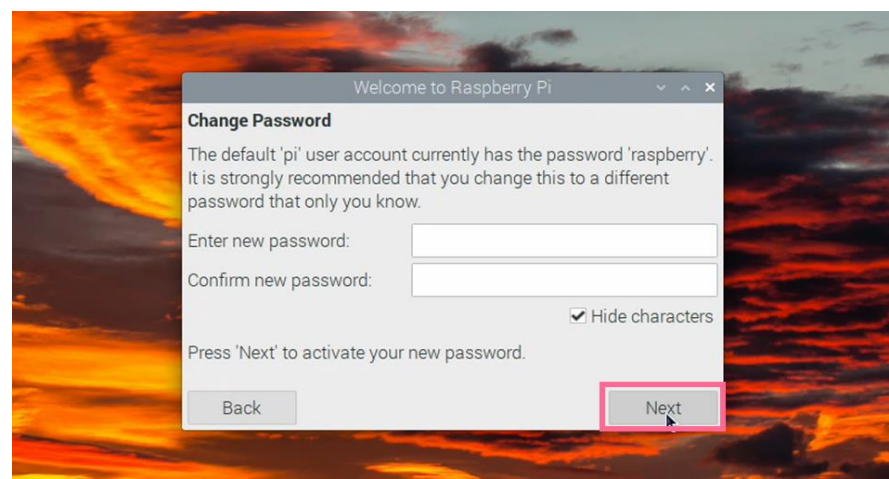 Welcome to Raspberry Pi
Change Password
The default 'pi' user account currently has the password 'raspberry'.
It is strongly recommended that you change this to a different
password that only you know.
Enter new password:
Confirm new password:
Hide characters
Press 'Next' to activate your new password.
Back
Next